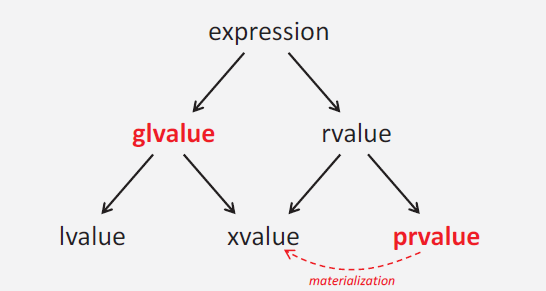 expression
glvalue
rvalue
lvalue
xvalue
prvalue
materialization